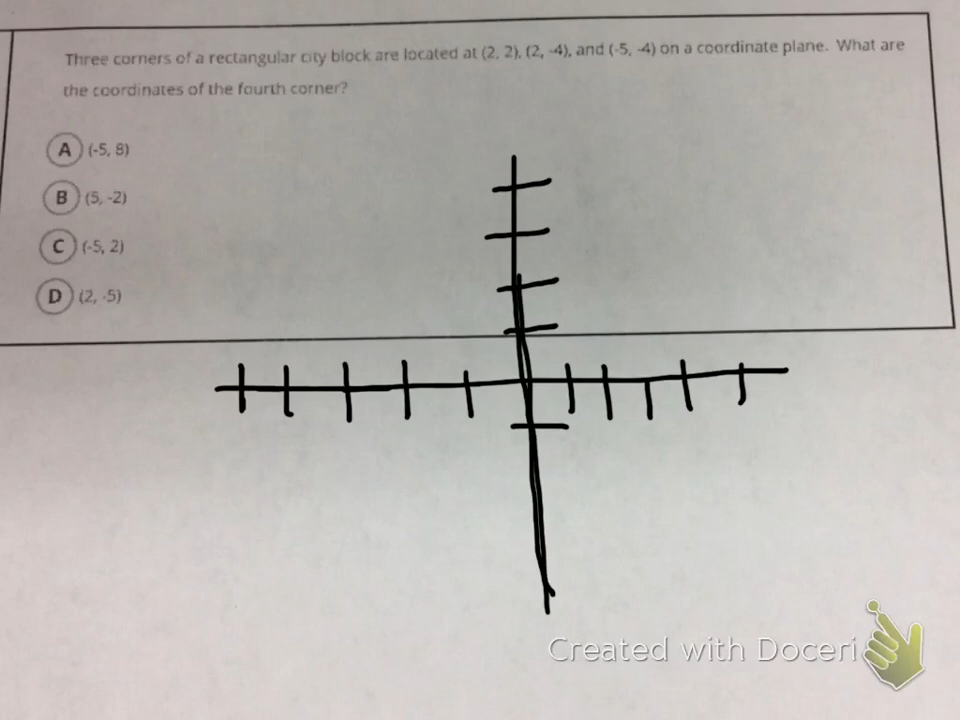 Three corners of a rectangular city block are located at (2, 2), (2, -4), and (-5, -4) on a coordinate plane. What are
the coordinates of the fourth corner?
A (-5, 8)
B (5, -2)
C (-5, 2)
D (2, -5)
Created with Doceri